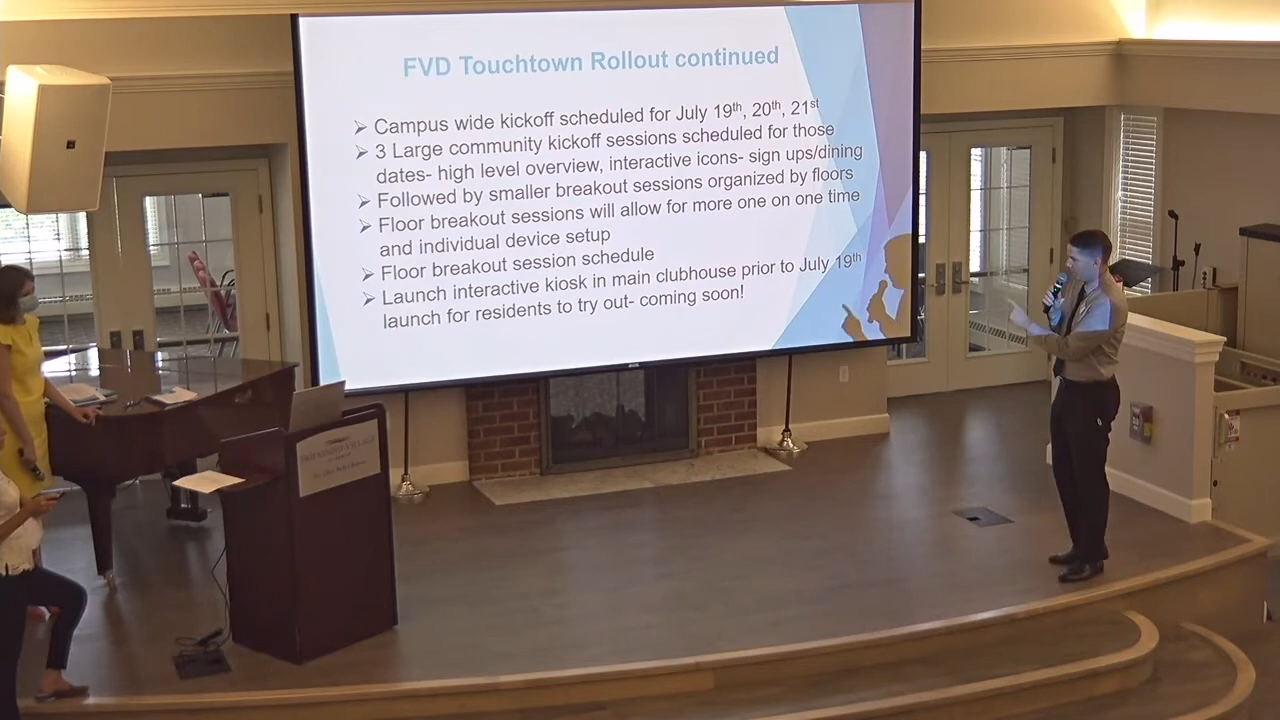 FVD Touchtown Rollout continued
➢ Campus wide kickoff scheduled for July 19th, 20th, 21st
➢ 3 Large community kickoff sessions scheduled for those
dates- high level overview, interactive icons- sign ups/dining
➢ Followed by smaller breakout sessions organized by floors
➢ Floor breakout sessions will allow for more one on one time
and individual device setup
➢ Floor breakout session schedule
➢ Launch interactive kiosk in main clubhouse prior to July 19th
launch for residents to try out- coming soon!
FRIENDSHIP VILLAGE